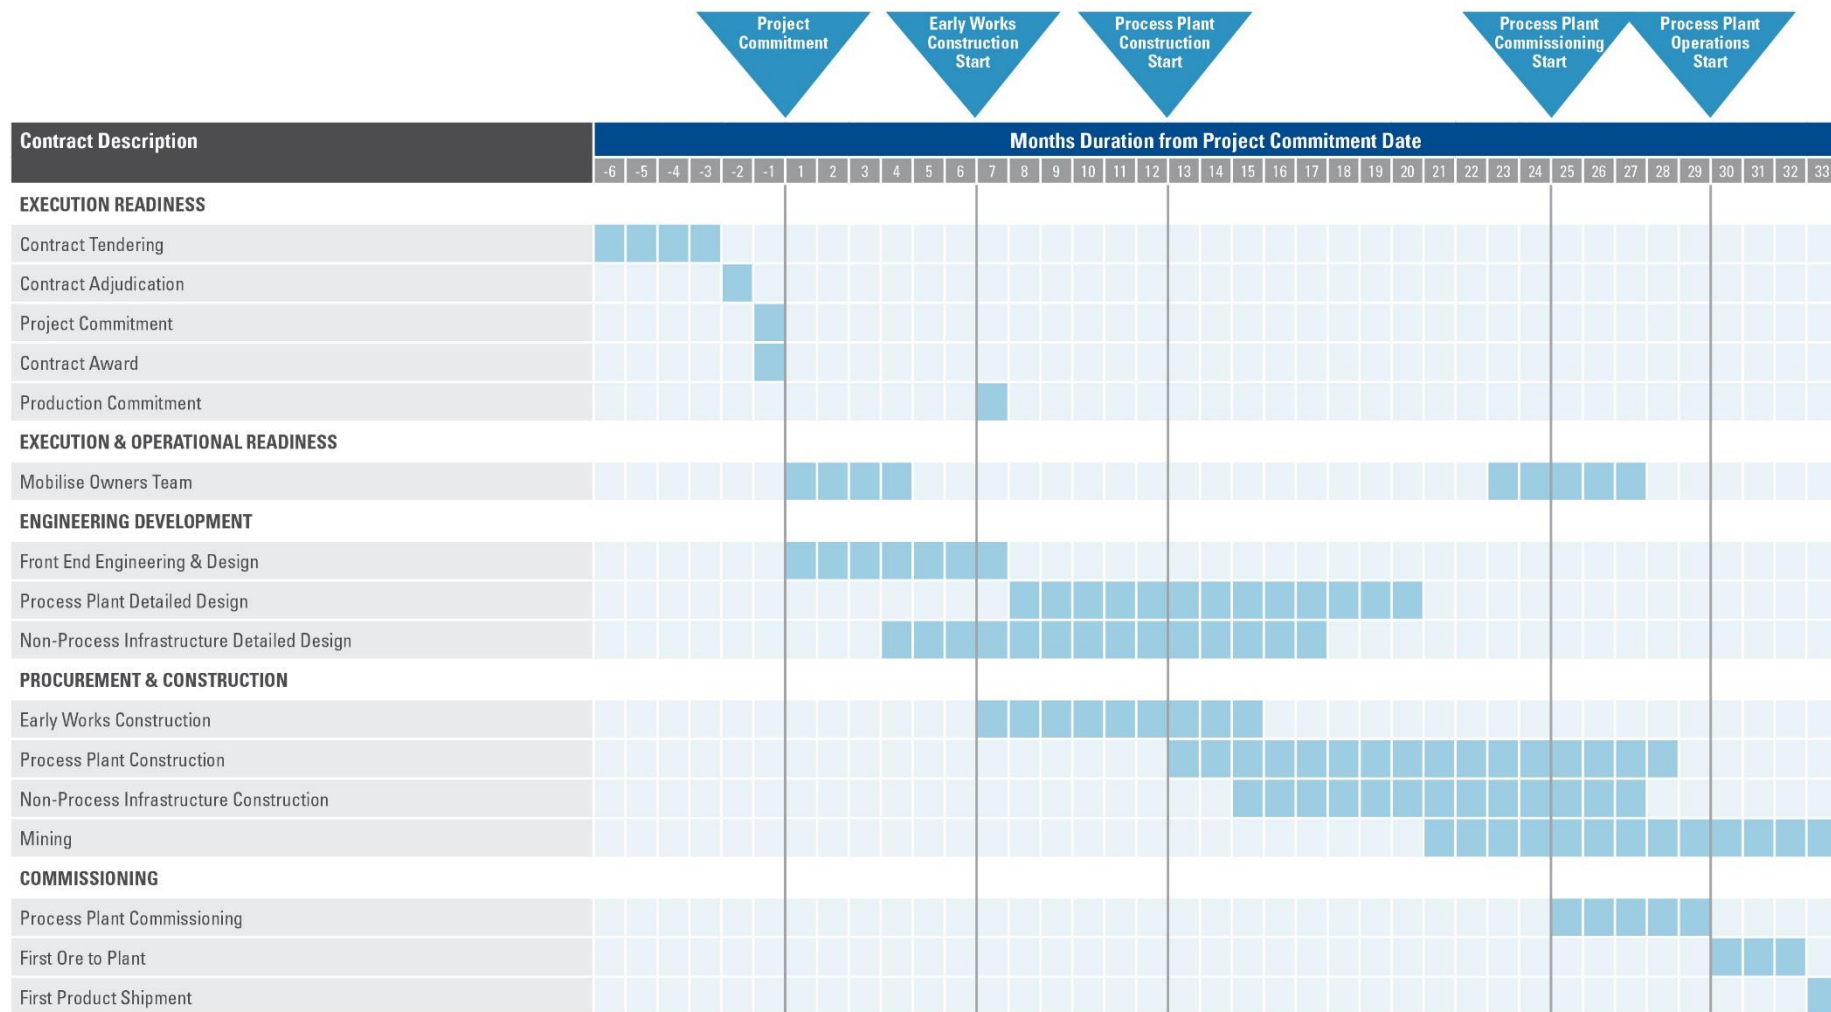 Project
Commitment
Early Works
Construction
Start
Process Plant
Construction
Start
Process Plant
Commissioning
Start
Process Plant
Operations
Start
Contract Description
Months Duration from Project Commitment Date
-6 -5 -4 -3 -2 -1 1 2 3 4 5 6 7 8 9 10 11 12 13 14 15 16 17 18 19 20 21 22 23 24 25 26 27 28 29 30 31 32 33
EXECUTION READINESS
Contract Tendering
Contract Adjudication
Project Commitment
Contract Award
Production Commitment
EXECUTION & OPERATIONAL READINESS
Mobilise Owners Team
ENGINEERING DEVELOPMENT
Front End Engineering & Design
Process Plant Detailed Design
Non-Process Infrastructure Detailed Design
PROCUREMENT & CONSTRUCTION
Early Works Construction
Process Plant Construction
Non-Process Infrastructure Construction
Mining
COMMISSIONING
Process Plant Commissioning
First Ore to Plant
First Product Shipment